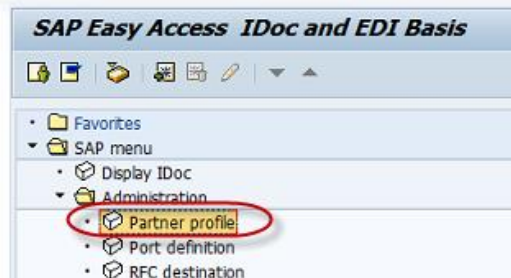 SAP Easy Access IDoc and EDI Basis
Favorites
SAP menu
Display IDoc
Administration
Partner profile
Port definition
RFC destination